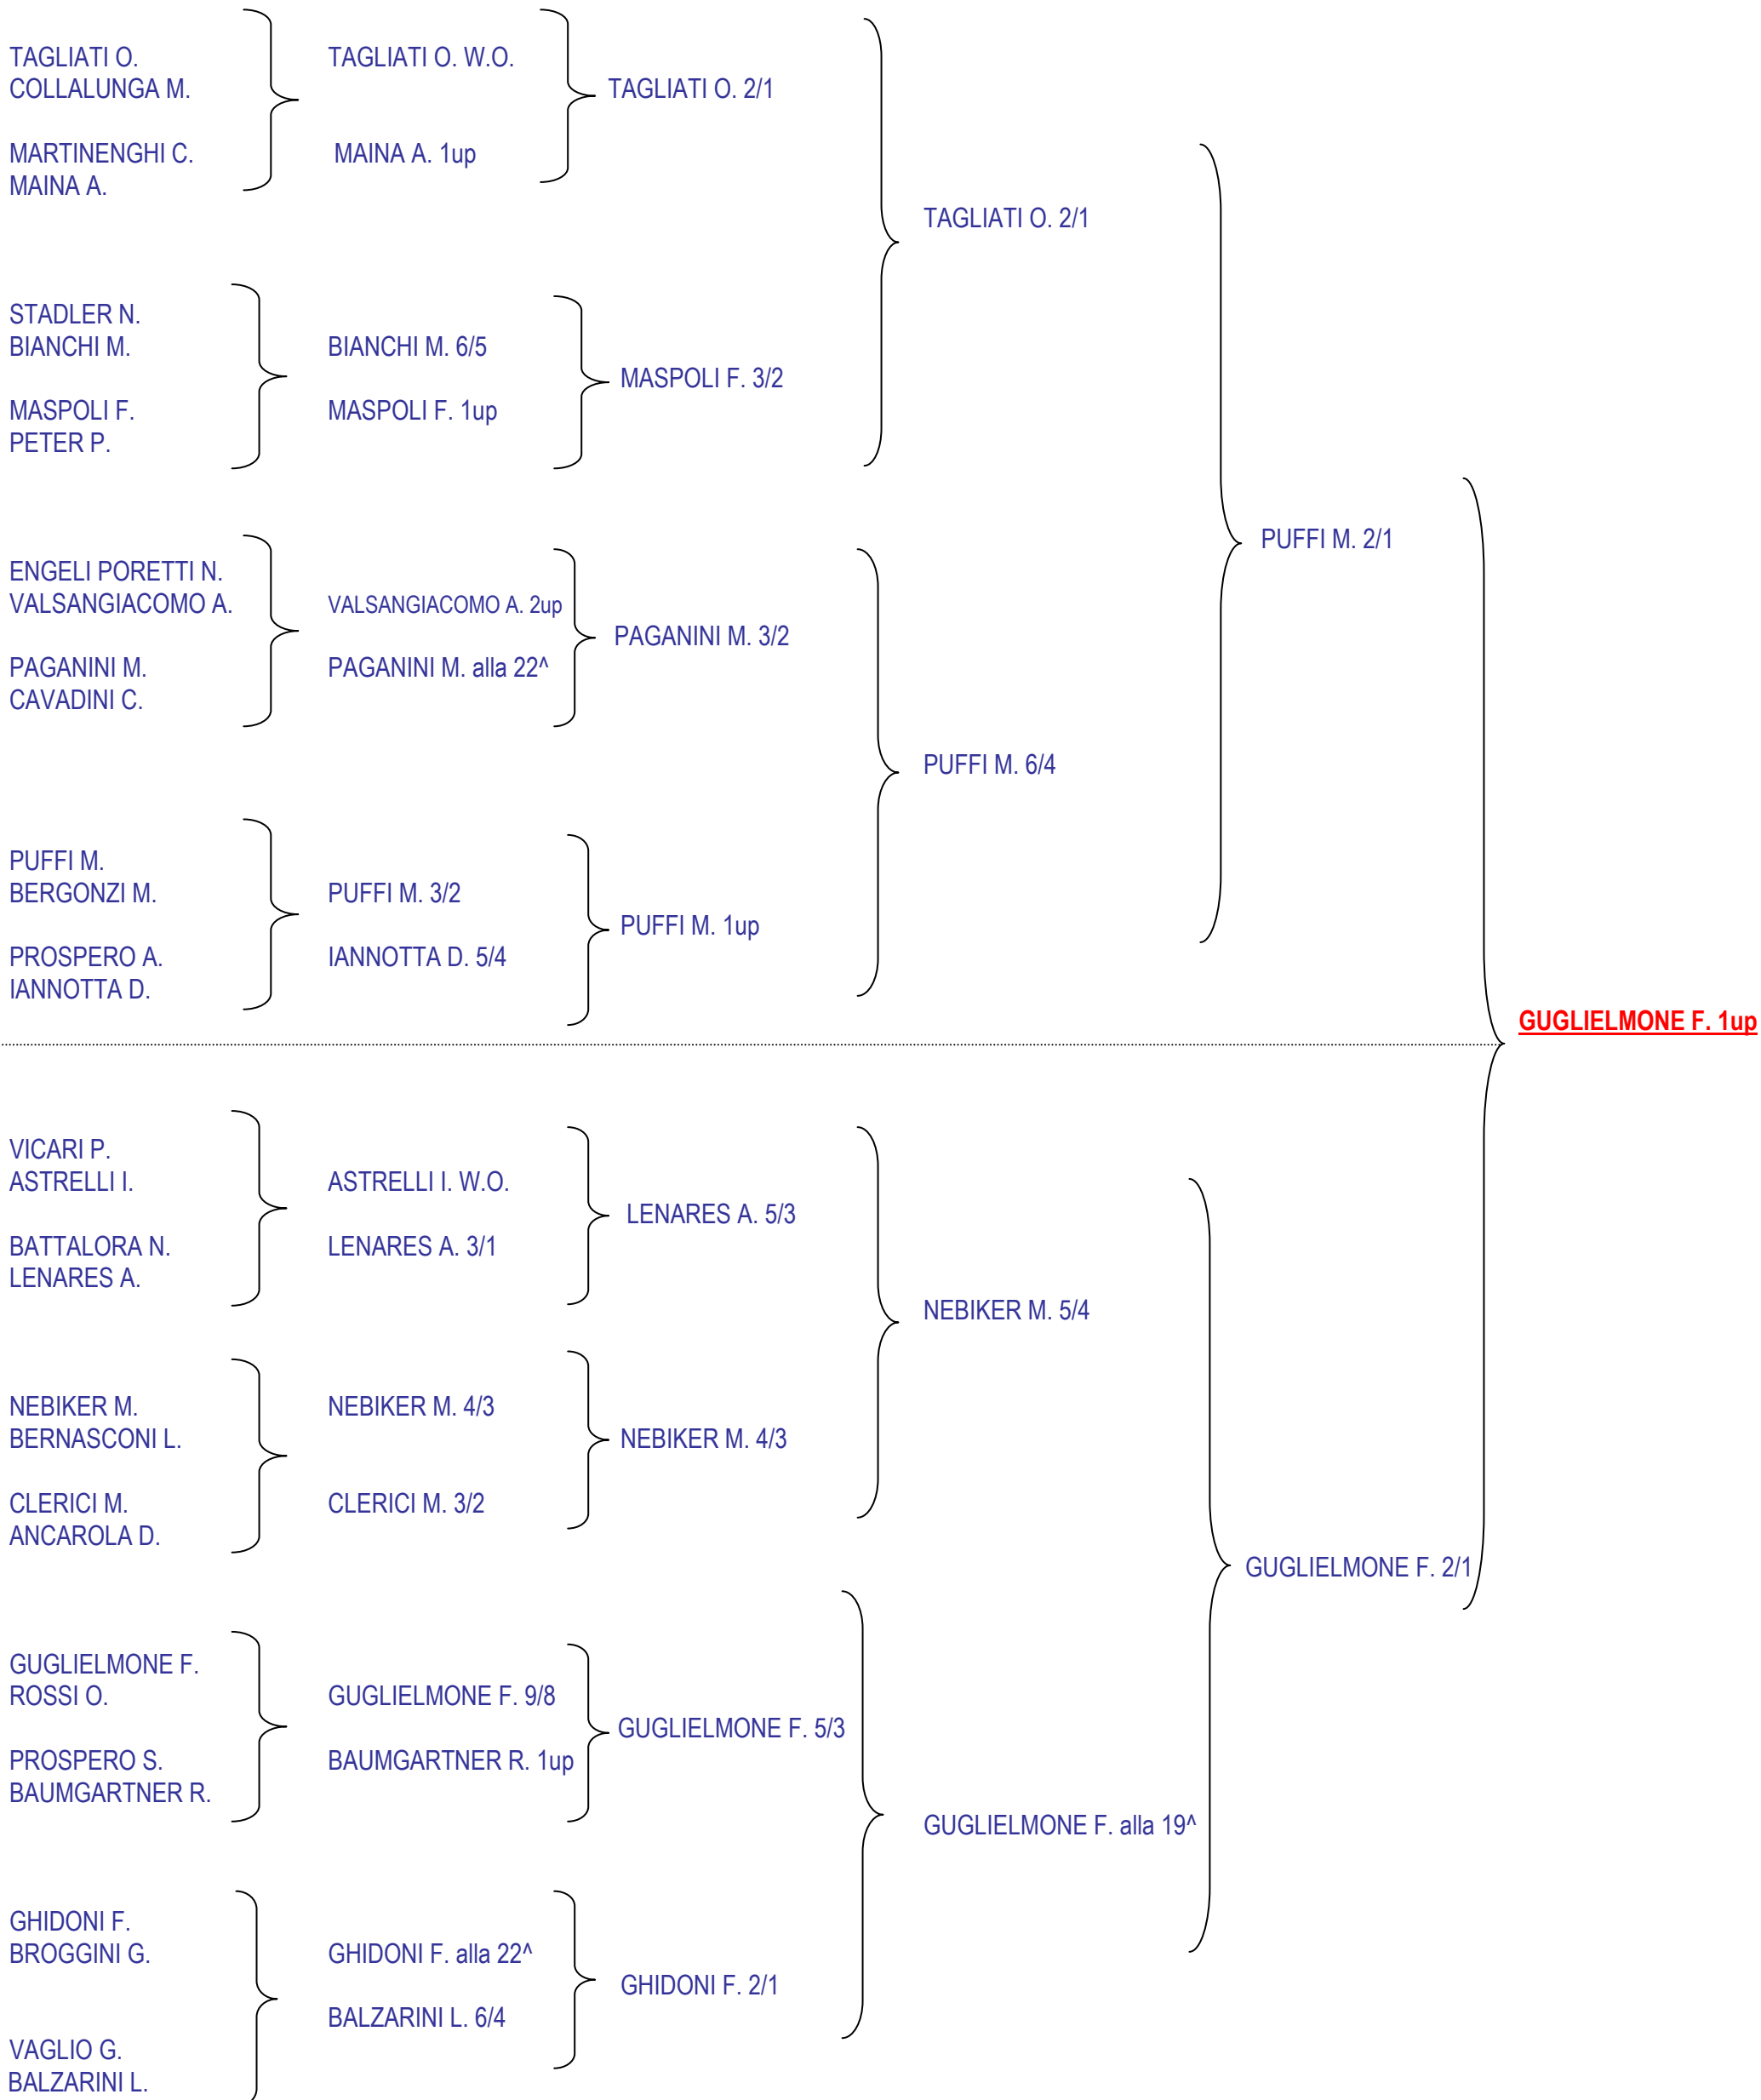 TAGLIATI O.
COLLALUNGA M.
MARTINENGHI C.
MAINA A.
STADLER N.
BIANCHI M.
MASPOLI F.
PETER P.
ENGELI PORETTI N.
VALSANGIACOMO A.
PAGANINI M.
CAVADINI C.
PUFFI M.
BERGONZI M.
PROSPERO A.
IANNOTTA D.
VICARI P.
ASTRELLI I.
BATTALORA N.
LENARES A.
NEBIKER M.
BERNASCONI L.
CLERICI M.
ANCAROLA D.
GUGLIELMONE F.
ROSSI O.
PROSPERO S.
BAUMGARTNER R.
GHIDONI F.
BROGGINI G.
VAGLIO G.
BALZARINI L.
TAGLIATI O. W.O.
MAINA A. 1up
BIANCHI M. 6/5
MASPOLI F. 1up
VALSANGIACOMO A. 2up
PAGANINI M. alla 22^
PUFFI M. 3/2
IANNOTTA D. 5/4
ASTRELLI I. W.O.
LENARES A. 3/1
NEBIKER M. 4/3
CLERICI M. 3/2
GUGLIELMONE F. 9/8
BAUMGARTNER R. 1up
GHIDONI F. alla 22^
BALZARINI L. 6/4
TAGLIATI O. 2/1
MASPOLI F. 3/2
PAGANINI M. 3/2
PUFFI M. 1up
LENARES A. 5/3
NEBIKER M. 4/3
GUGLIELMONE F. 5/3
GHIDONI F. 2/1
TAGLIATI O. 2/1
PUFFI M. 6/4
NEBIKER M. 5/4
GUGLIELMONE F. alla 19^
PUFFI M. 2/1
GUGLIELMONE F. 2/1
GUGLIELMONE F. 1up